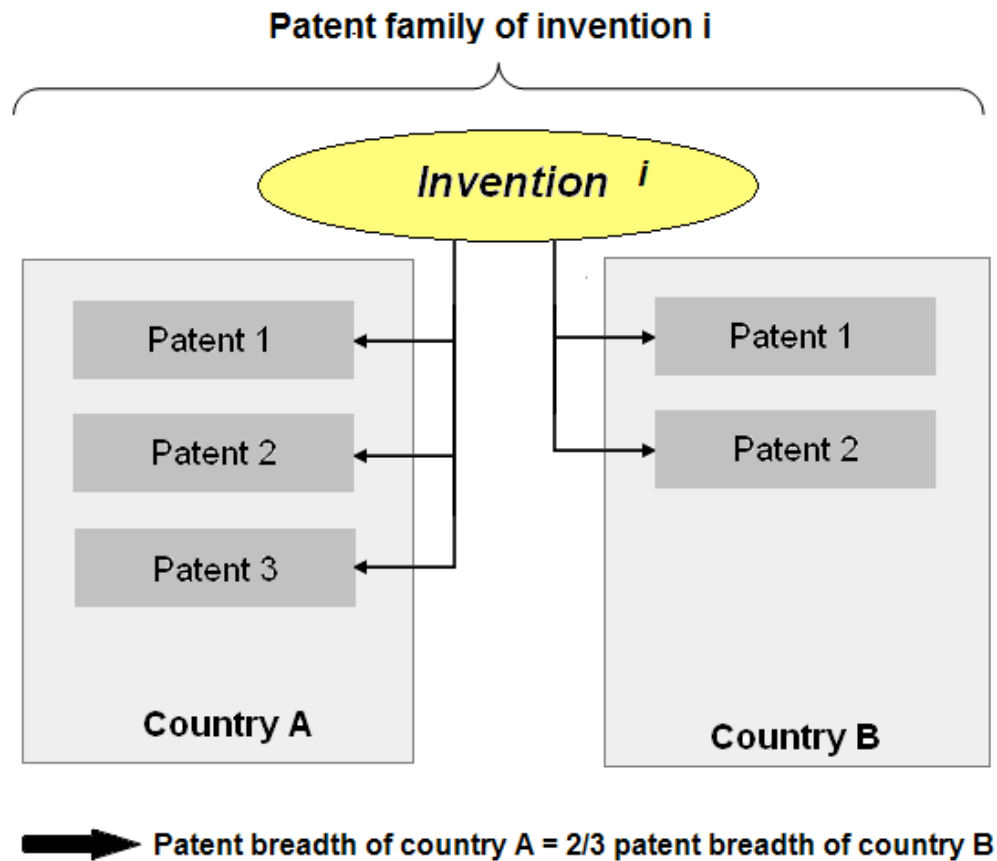 Patent family of invention i
Invention i
Patent 1
Patent 2
Patent 3
Country A
Patent 1
Patent 2
Country B
Patent breadth of country A = 2/3 patent breadth of country B